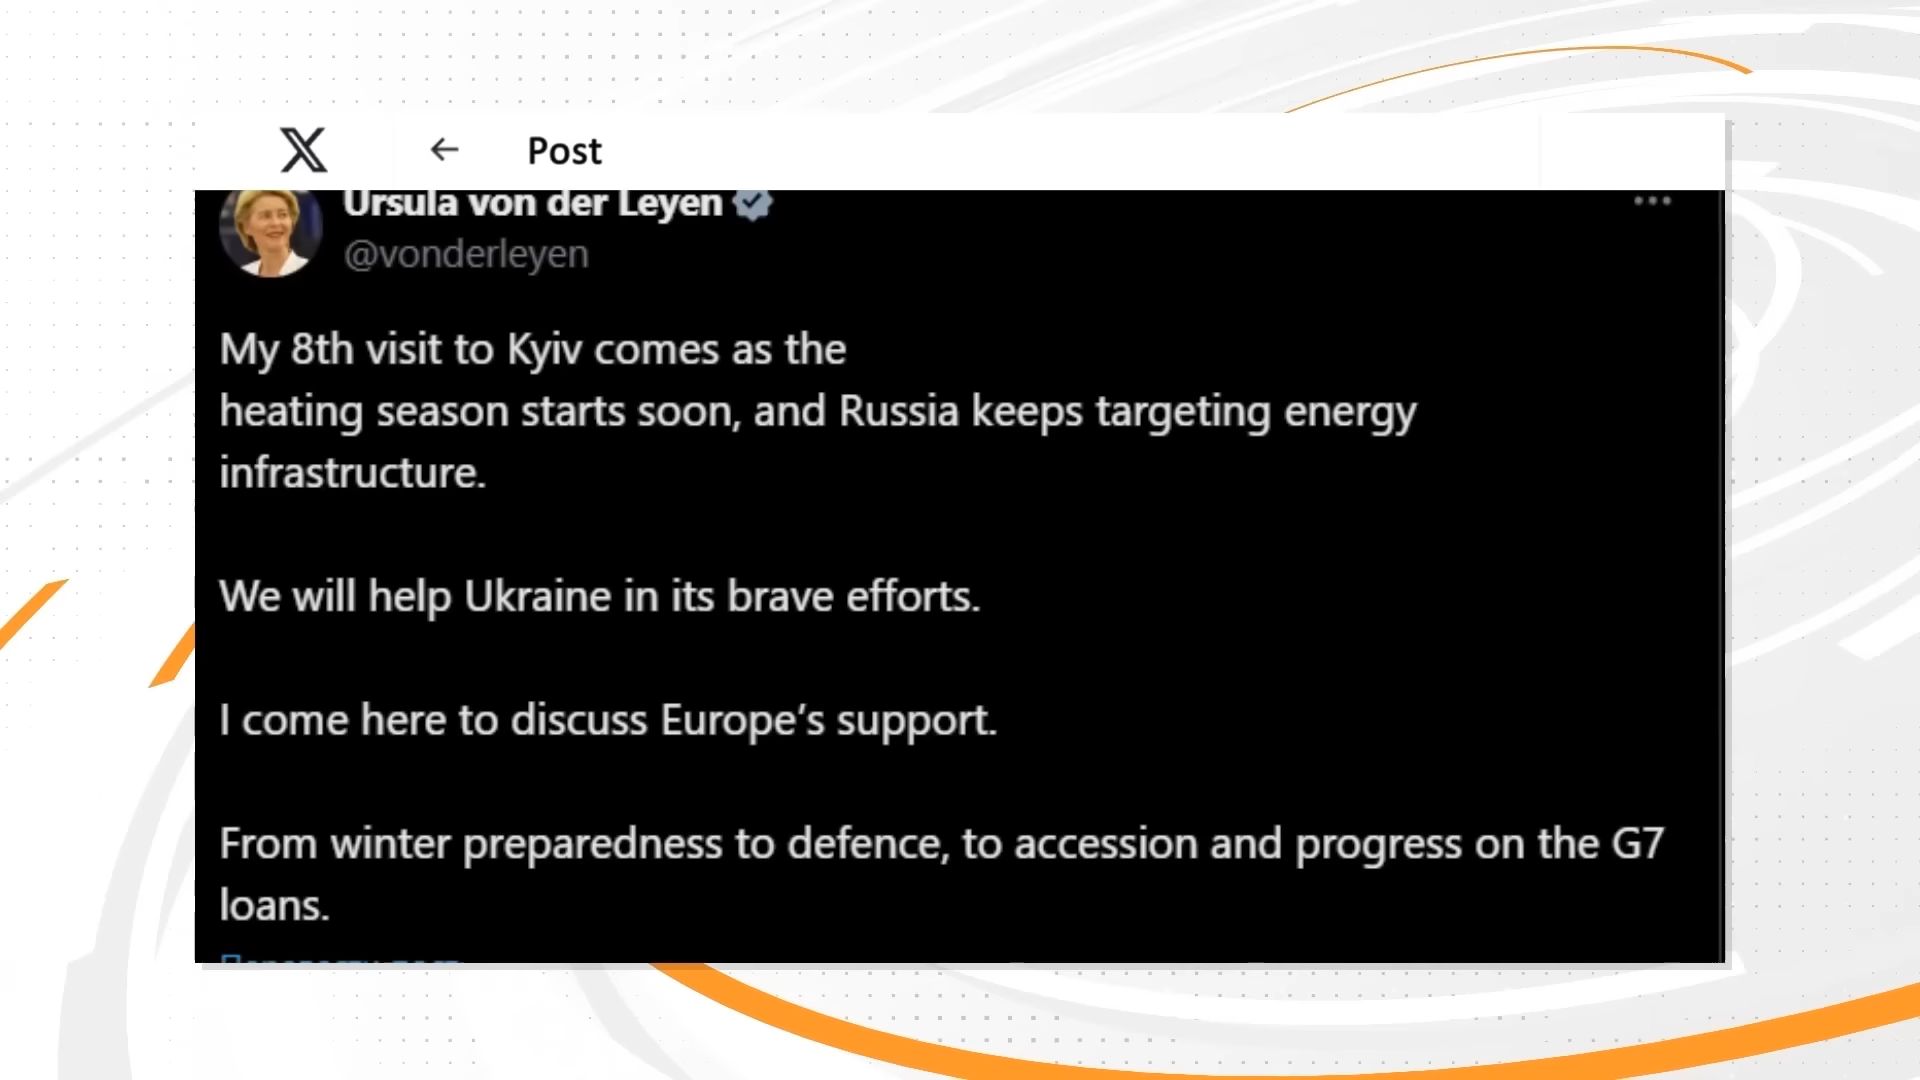 X
Post
Ursula von der Leyen
@vonderleyen
My 8th visit to Kyiv comes as the
heating season starts soon, and Russia keeps targeting energy
infrastructure.
We will help Ukraine in its brave efforts.
I come here to discuss Europe’s support.
From winter preparedness to defence, to accession and progress on the G7
loans.